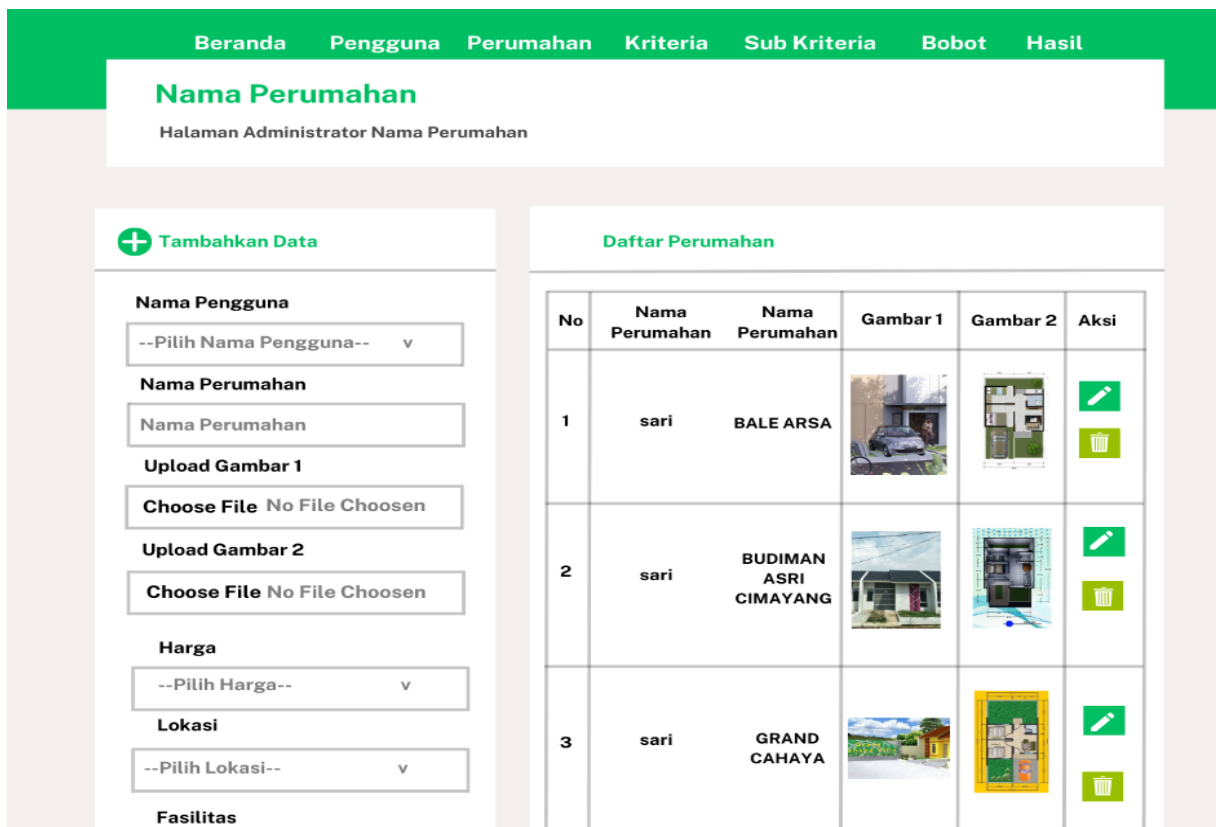 Beranda Pengguna Perumahan Kriteria Sub Kriteria Bobot Hasil
Nama Perumahan
Halaman Administrator Nama Perumahan
Tambahkan Data
Nama Pengguna
--Pilih Nama Pengguna-- v
Nama Perumahan
Nama Perumahan
Upload Gambar 1
Choose File No File Choosen
Upload Gambar 2
Choose File No File Choosen
Harga
--Pilih Harga-- v
Lokasi
--Pilih Lokasi-- v
Fasilitas
Daftar Perumahan
No
Nama
Perumahan
Nama
Perumahan
Gambar 1
Gambar 2
Aksi
1
sari
BALE ARSA
2
sari
BUDIMAN
ASRI
CIMAYANG
3
sari
GRAND
CAHAYA